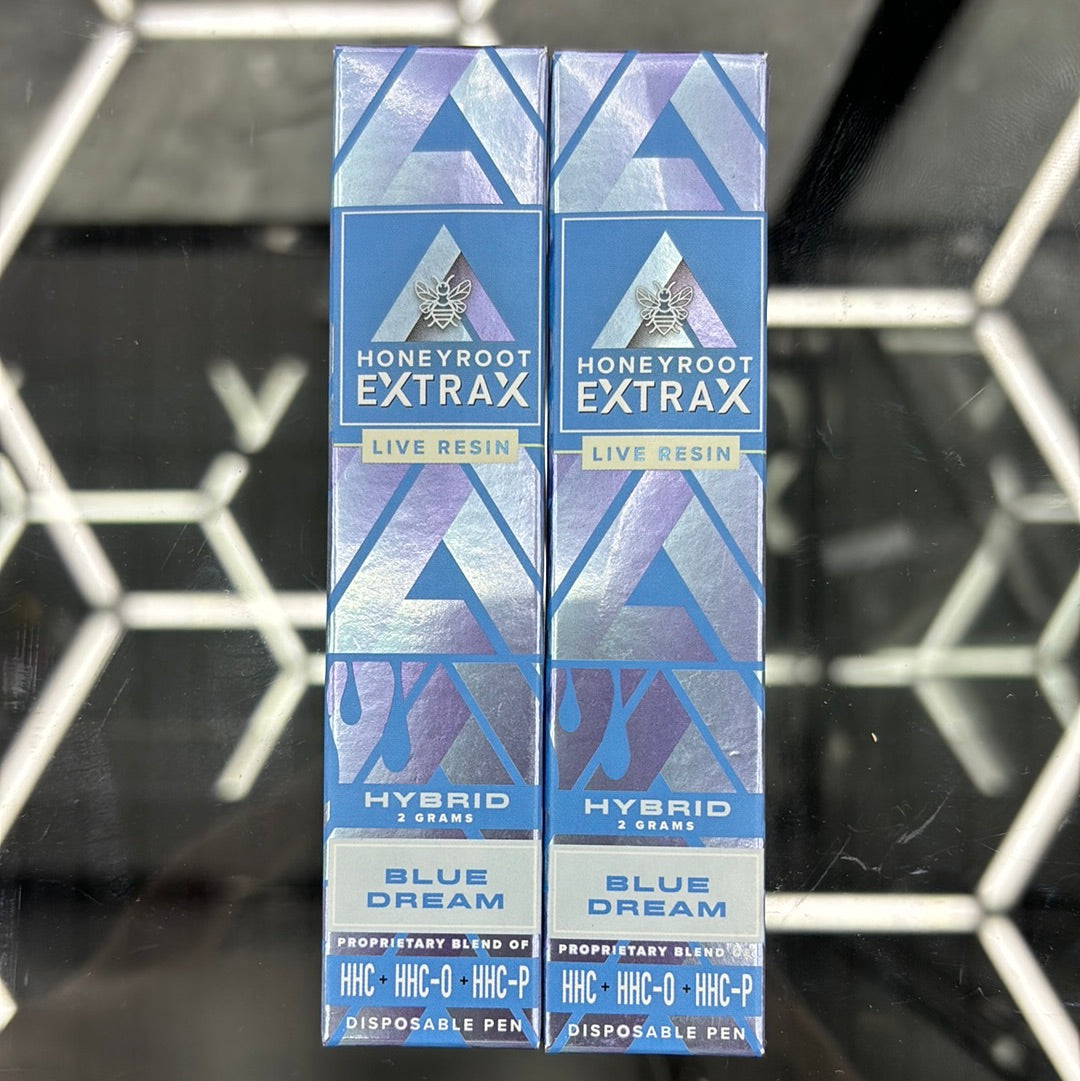 HONEYROOT
EXTRAX
LIVE RESIN
HYBRID
2 GRAMS
BLUE
DREAM
PROPRIETARY BLEND OF
HHC + HHC-O + HHC-P
DISPOSABLE PEN
HONEYROOT
EXTRAX
LIVE RESIN
HYBRID
2 GRAMS
BLUE
DREAM
PROPRIETARY BLEND OF
HHC + HHC-O + HHC-P
DISPOSABLE PEN